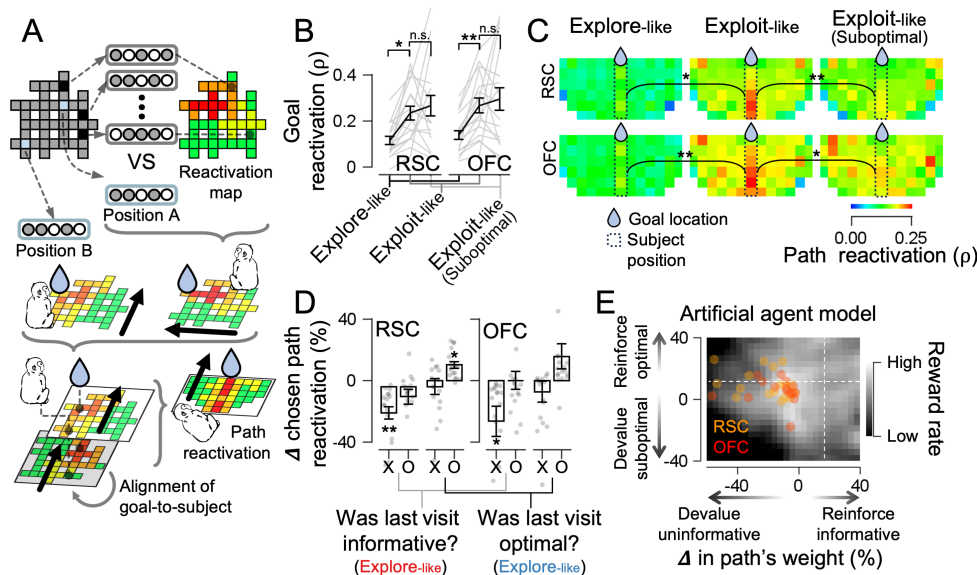 A
VS
Reactivation
map
Position A
Position B
Path
reactivation
Alignment of
goal-to-subject
B
Goal
reactivation (ρ)
0.4
0.2
0
*
n.s.
**
n.s.
RSC
OFC
Explore-like
Exploit-like
Exploit-like
(Suboptimal)
C
Explore-like
Exploit-like
Exploit-like
(Suboptimal)
RSC
*
**
OFC
**
*
Goal location
Subject
position
0.00
0.25
Path reactivation (ρ)
D
Δ chosen path
reactivation (%)
40
0
-40
RSC
OFC
**
*
*
X O X O X O X O
Was last visit
informative?
(Explore-like)
Was last visit
optimal?
(Explore-like)
E
Artificial agent model
Reinforce
optimal
Devalue
suboptimal
40
0
-40
RSC
OFC
High
Low
Reward rate
-40 0 40
Devalue
uninformative
Reinforce
informative
Δ in path's weight (%)